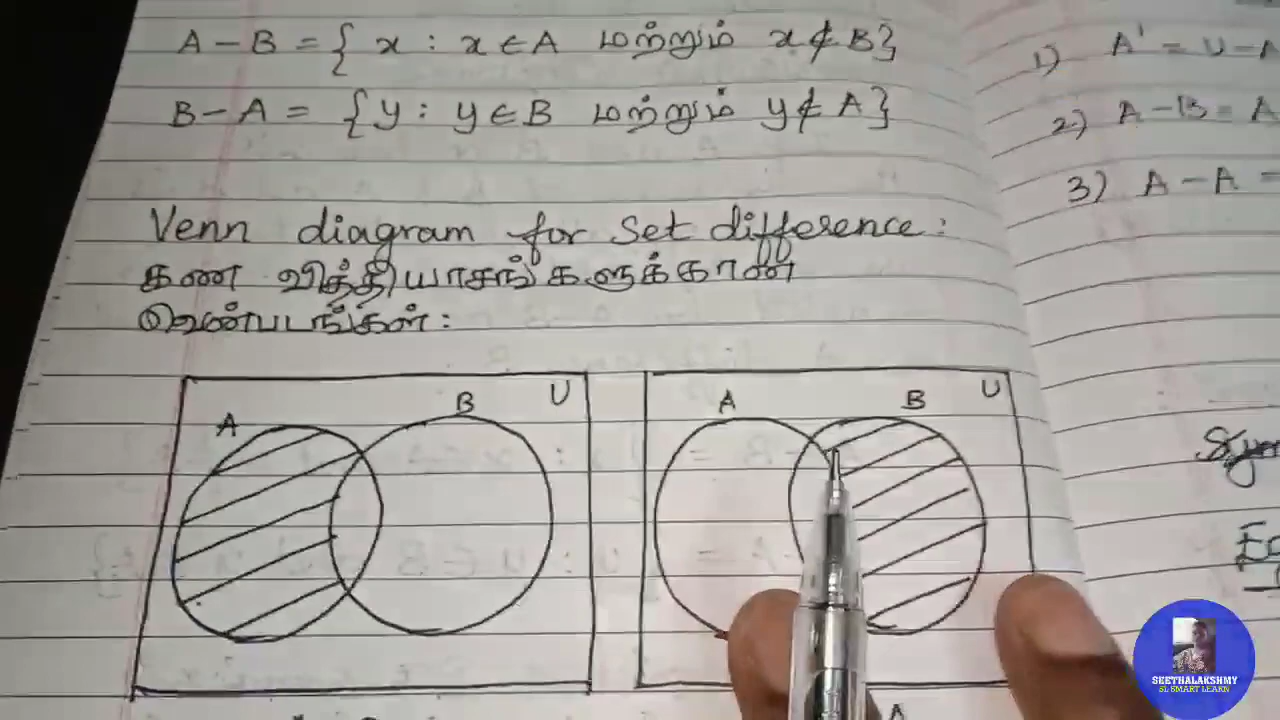 A - B = { x : x ∈ A மற்றும் x ∉ B}
B - A = {y : y ∈ B மற்றும் y ∉ A}
Venn diagram for Set difference :
கண வித்தியாசங்களுக்கான
வெண்படங்கள் :
A B U
A B U
A
1) A' = U - A
2) A - B = A
3) A - A =
SEETHALAKSHMY
SL SMART LEARN